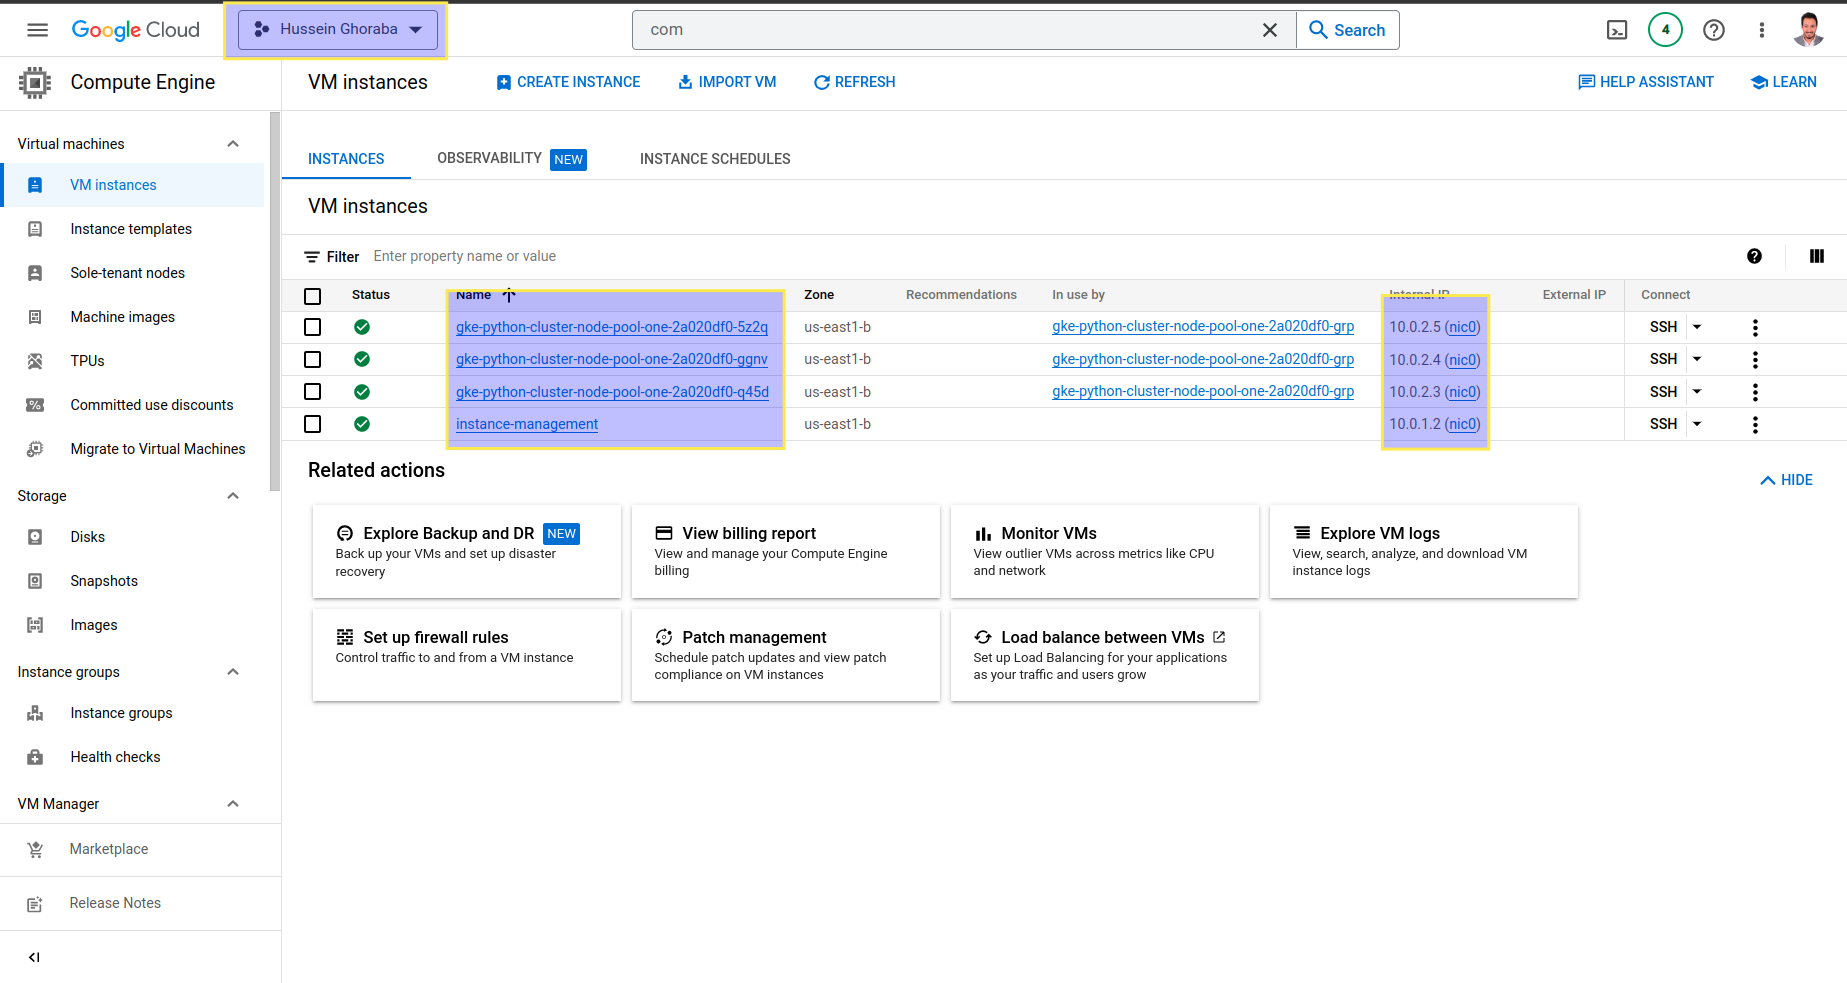 Google Cloud Hussein Ghoraba com Search 4
Compute Engine VM instances CREATE INSTANCE IMPORT VM REFRESH HELP ASSISTANT LEARN
Virtual machines
VM instances
Instance templates
Sole-tenant nodes
Machine images
TPUs
Committed use discounts
Migrate to Virtual Machines
Storage
Disks
Snapshots
Images
Instance groups
Instance groups
Health checks
VM Manager
Marketplace
Release Notes
INSTANCES OBSERVABILITY NEW INSTANCE SCHEDULES
VM instances
Filter Enter property name or value
Status Name Zone Recommendations In use by Internal IP External IP Connect
gke-python-cluster-node-pool-one-2a020df0-5z2q us-east1-b gke-python-cluster-node-pool-one-2a020df0-grp 10.0.2.5 (nic0) SSH
gke-python-cluster-node-pool-one-2a020df0-ggnv us-east1-b gke-python-cluster-node-pool-one-2a020df0-grp 10.0.2.4 (nic0) SSH
gke-python-cluster-node-pool-one-2a020df0-q45d us-east1-b gke-python-cluster-node-pool-one-2a020df0-grp 10.0.2.3 (nic0) SSH
instance-management us-east1-b 10.0.1.2 (nic0) SSH
Related actions
HIDE
Explore Backup and DR NEW
Back up your VMs and set up disaster
recovery
View billing report
View and manage your Compute Engine
billing
Monitor VMs
View outlier VMs across metrics like CPU
and network
Explore VM logs
View, search, analyze, and download VM
instance logs
Set up firewall rules
Control traffic to and from a VM instance
Patch management
Schedule patch updates and view patch
compliance on VM instances
Load balance between VMs
Set up Load Balancing for your applications
as your traffic and users grow